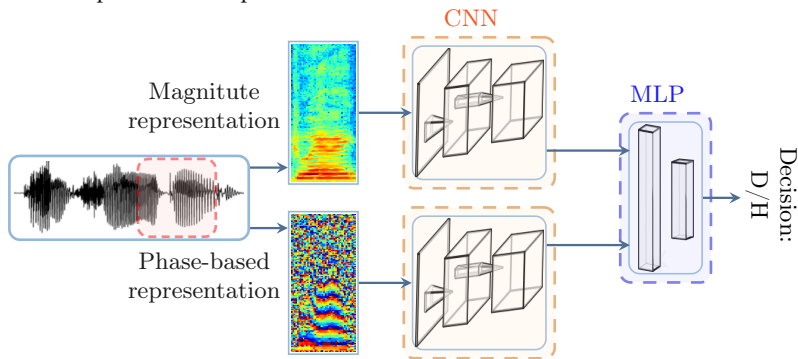 CNN
Magnitute
representation
MLP
Decision:
D/H
Phase-based
representation